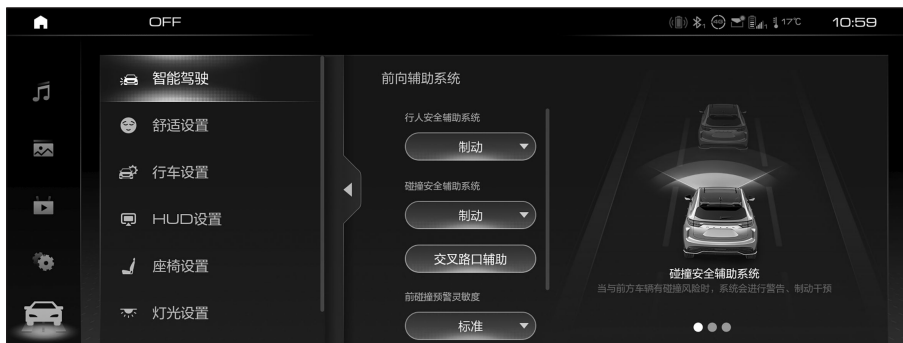 OFF
17℃
10:59
智能驾驶
舒适设置
行车设置
HUD设置
座椅设置
灯光设置
前向辅助系统
行人安全辅助系统
制动
碰撞安全辅助系统
制动
交叉路口辅助
前碰撞预警灵敏度
标准
碰撞安全辅助系统
当与前方车辆有碰撞风险时，系统会进行警告、制动干预